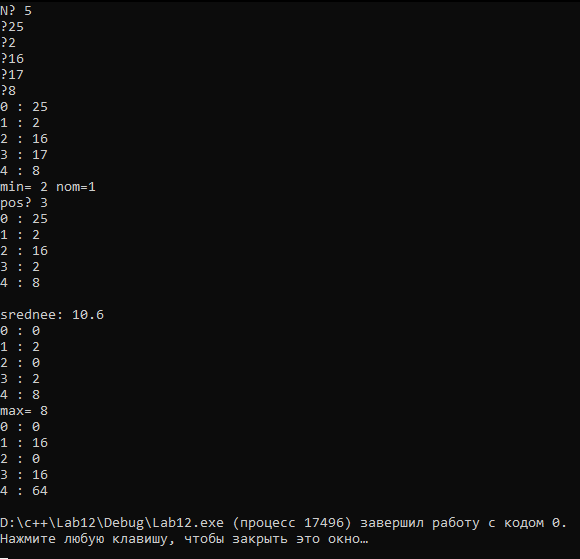 N? 5
?25
?2
?16
?17
?8
0 : 25
1 : 2
2 : 16
3 : 17
4 : 8
min= 2 nom=1
pos? 3
0 : 25
1 : 2
2 : 16
3 : 2
4 : 8
srednee: 10.6
0 : 0
1 : 2
2 : 0
3 : 2
4 : 8
max= 8
0 : 0
1 : 16
2 : 0
3 : 16
4 : 64
D:\c++\Lab12\Debug\Lab12.exe (процесс 17496) завершил работу с кодом 0.
Нажмите любую клавишу, чтобы закрыть это окно…